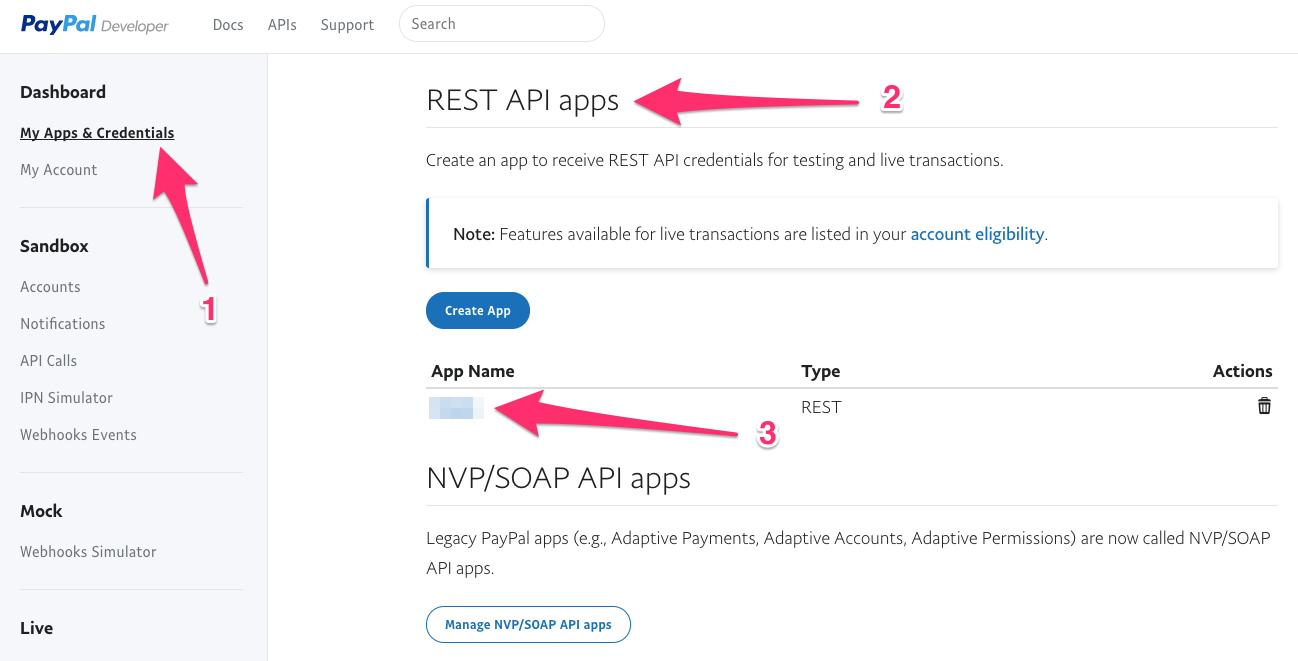 PayPal Developer
Docs
APIs
Support
Search
Dashboard
My Apps & Credentials
My Account
1
Sandbox
Accounts
Notifications
API Calls
IPN Simulator
Webhooks Events
Mock
Webhooks Simulator
Live
REST API apps
2
Create an app to receive REST API credentials for testing and live transactions.
Note: Features available for live transactions are listed in your account eligibility.
Create App
App Name
Type
Actions
REST
3
NVP/SOAP API apps
Legacy PayPal apps (e.g., Adaptive Payments, Adaptive Accounts, Adaptive Permissions) are now called NVP/SOAP
API apps.
Manage NVP/SOAP API apps